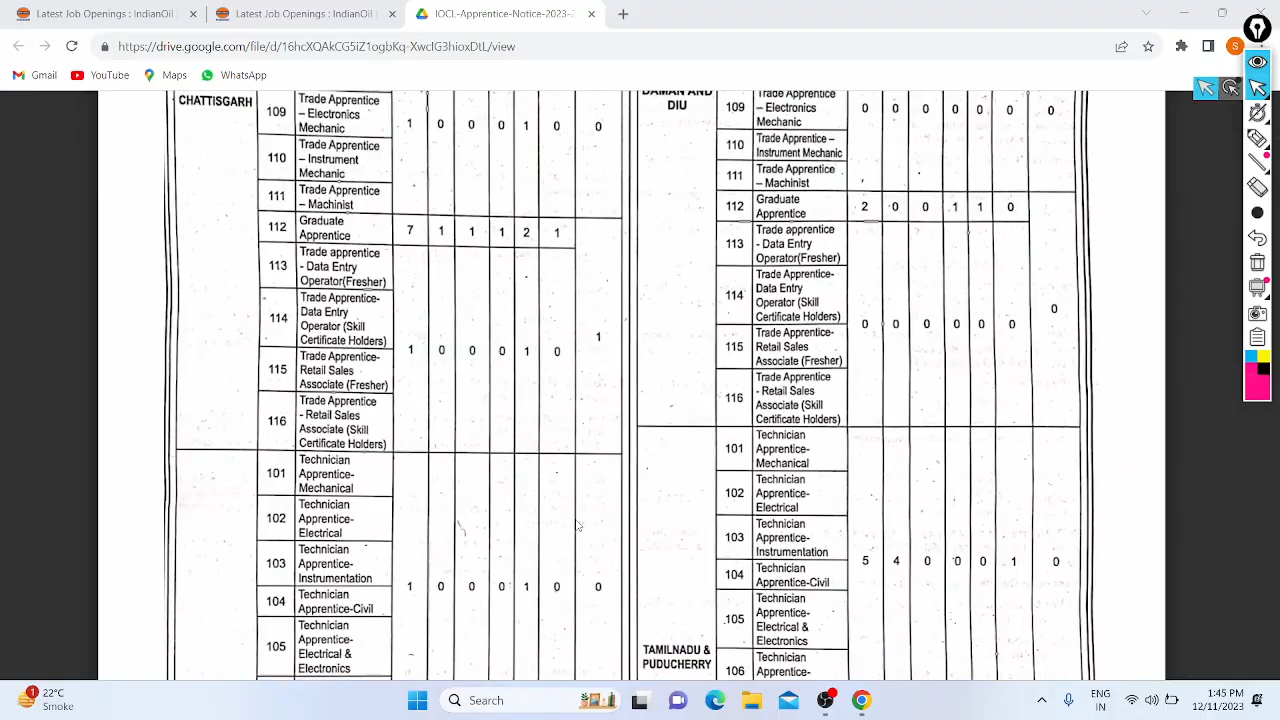 Latest Job Openings : IndianOil |
Latest Job Openings : IndianOil |
IOCL-Apprentice-Notice-2023-2
https://drive.google.com/file/d/16hcXQAkCG5IZ1ogbKq-XwclG3hioxDtL/view
S
Gmail
YouTube
Maps
WhatsApp
CHATTISGARH
109 Trade Apprentice – Electronics Mechanic 1 0 0 0 1 0 0
110 Trade Apprentice – Instrument Mechanic
111 Trade Apprentice – Machinist
112 Graduate Apprentice 7 1 1 1 2 1
113 Trade apprentice - Data Entry Operator(Fresher)
114 Trade Apprentice- Data Entry Operator (Skill Certificate Holders)
1 0 0 0 1 0 1
115 Trade Apprentice- Retail Sales Associate (Fresher)
116 Trade Apprentice - Retail Sales Associate (Skill Certificate Holders)
101 Technician Apprentice- Mechanical
102 Technician Apprentice- Electrical
103 Technician Apprentice- Instrumentation
1 0 0 0 1 0 0
104 Technician Apprentice-Civil
105 Technician Apprentice- Electrical & Electronics
DAMAN AND
DIU
109 Trade Apprentice – Electronics Mechanic 0 0 0 0 0 0 0
110 Trade Apprentice – Instrument Mechanic
111 Trade Apprentice – Machinist
112 Graduate Apprentice 2 0 0 1 1 0
113 Trade apprentice - Data Entry Operator(Fresher)
114 Trade Apprentice- Data Entry Operator (Skill Certificate Holders)
0 0 0 0 0 0 0
115 Trade Apprentice- Retail Sales Associate (Fresher)
116 Trade Apprentice - Retail Sales Associate (Skill Certificate Holders)
101 Technician Apprentice- Mechanical
102 Technician Apprentice- Electrical
103 Technician Apprentice- Instrumentation
5 4 0 0 0 1 0
104 Technician Apprentice-Civil
105 Technician Apprentice- Electrical & Electronics
TAMILNADU &
PUDUCHERRY
106 Technician Apprentice-
1
22°C
Smoke
Search
ENG
IN
1:45 PM
12/11/2023